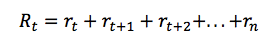 R_t = r_t + r_{t+1} + r_{t+2}+...+r_n